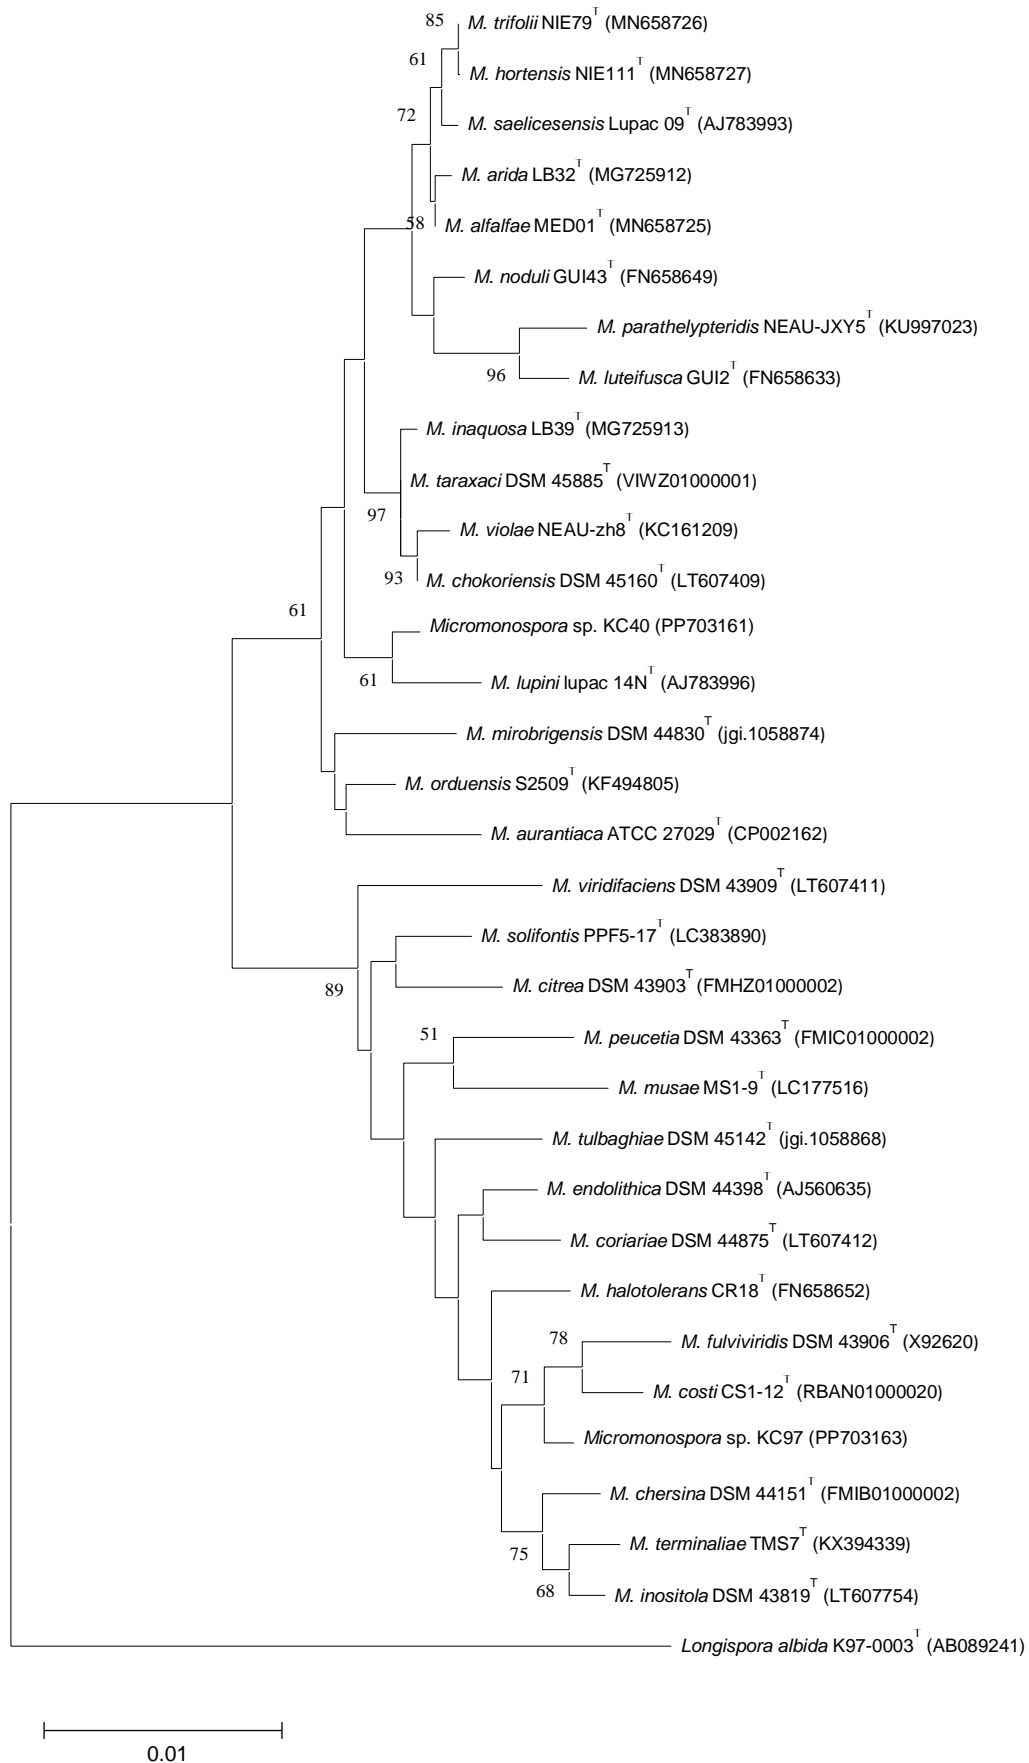 85
M. trifolii NIE79T (MN658726)
61
M. hortensis NIE111T (MN658727)
72
M. saelicesensis Lupac 09T (AJ783993)
M. arida LB32T (MG725912)
58
M. alfalfae MED01T (MN658725)
M. noduli GUI43T (FN658649)
M. parathelypteridis NEAU-JXY5T (KU997023)
96
M. luteifusca GUI2T (FN658633)
M. inaquosa LB39T (MG725913)
M. taraxaci DSM 45885T (VIWZ01000001)
97
M. violae NEAU-zh8T (KC161209)
93
M. chokoriensis DSM 45160T (LT607409)
61
Micromonospora sp. KC40 (PP703161)
61
M. lupini lupac 14NT (AJ783996)
M. mirobrigensis DSM 44830T (jgi.1058874)
M. orduensis S2509T (KF494805)
M. aurantiaca ATCC 27029T (CP002162)
M. viridifaciens DSM 43909T (LT607411)
M. solifontis PPF5-17T (LC383890)
89
M. citrea DSM 43903T (FMHZ01000002)
51
M. peucetia DSM 43363T (FMIC01000002)
M. musae MS1-9T (LC177516)
M. tulbaghiae DSM 45142T (jgi.1058868)
M. endolithica DSM 44398T (AJ560635)
M. coriariae DSM 44875T (LT607412)
M. halotolerans CR18T (FN658652)
78
M. fulviviridis DSM 43906T (X92620)
71
M. costi CS1-12T (RBAN01000020)
Micromonospora sp. KC97 (PP703163)
M. chersina DSM 44151T (FMIB01000002)
75
M. terminaliae TMS7T (KX394339)
68
M. inositola DSM 43819T (LT607754)
Longispora albida K97-0003T (AB089241)
0.01